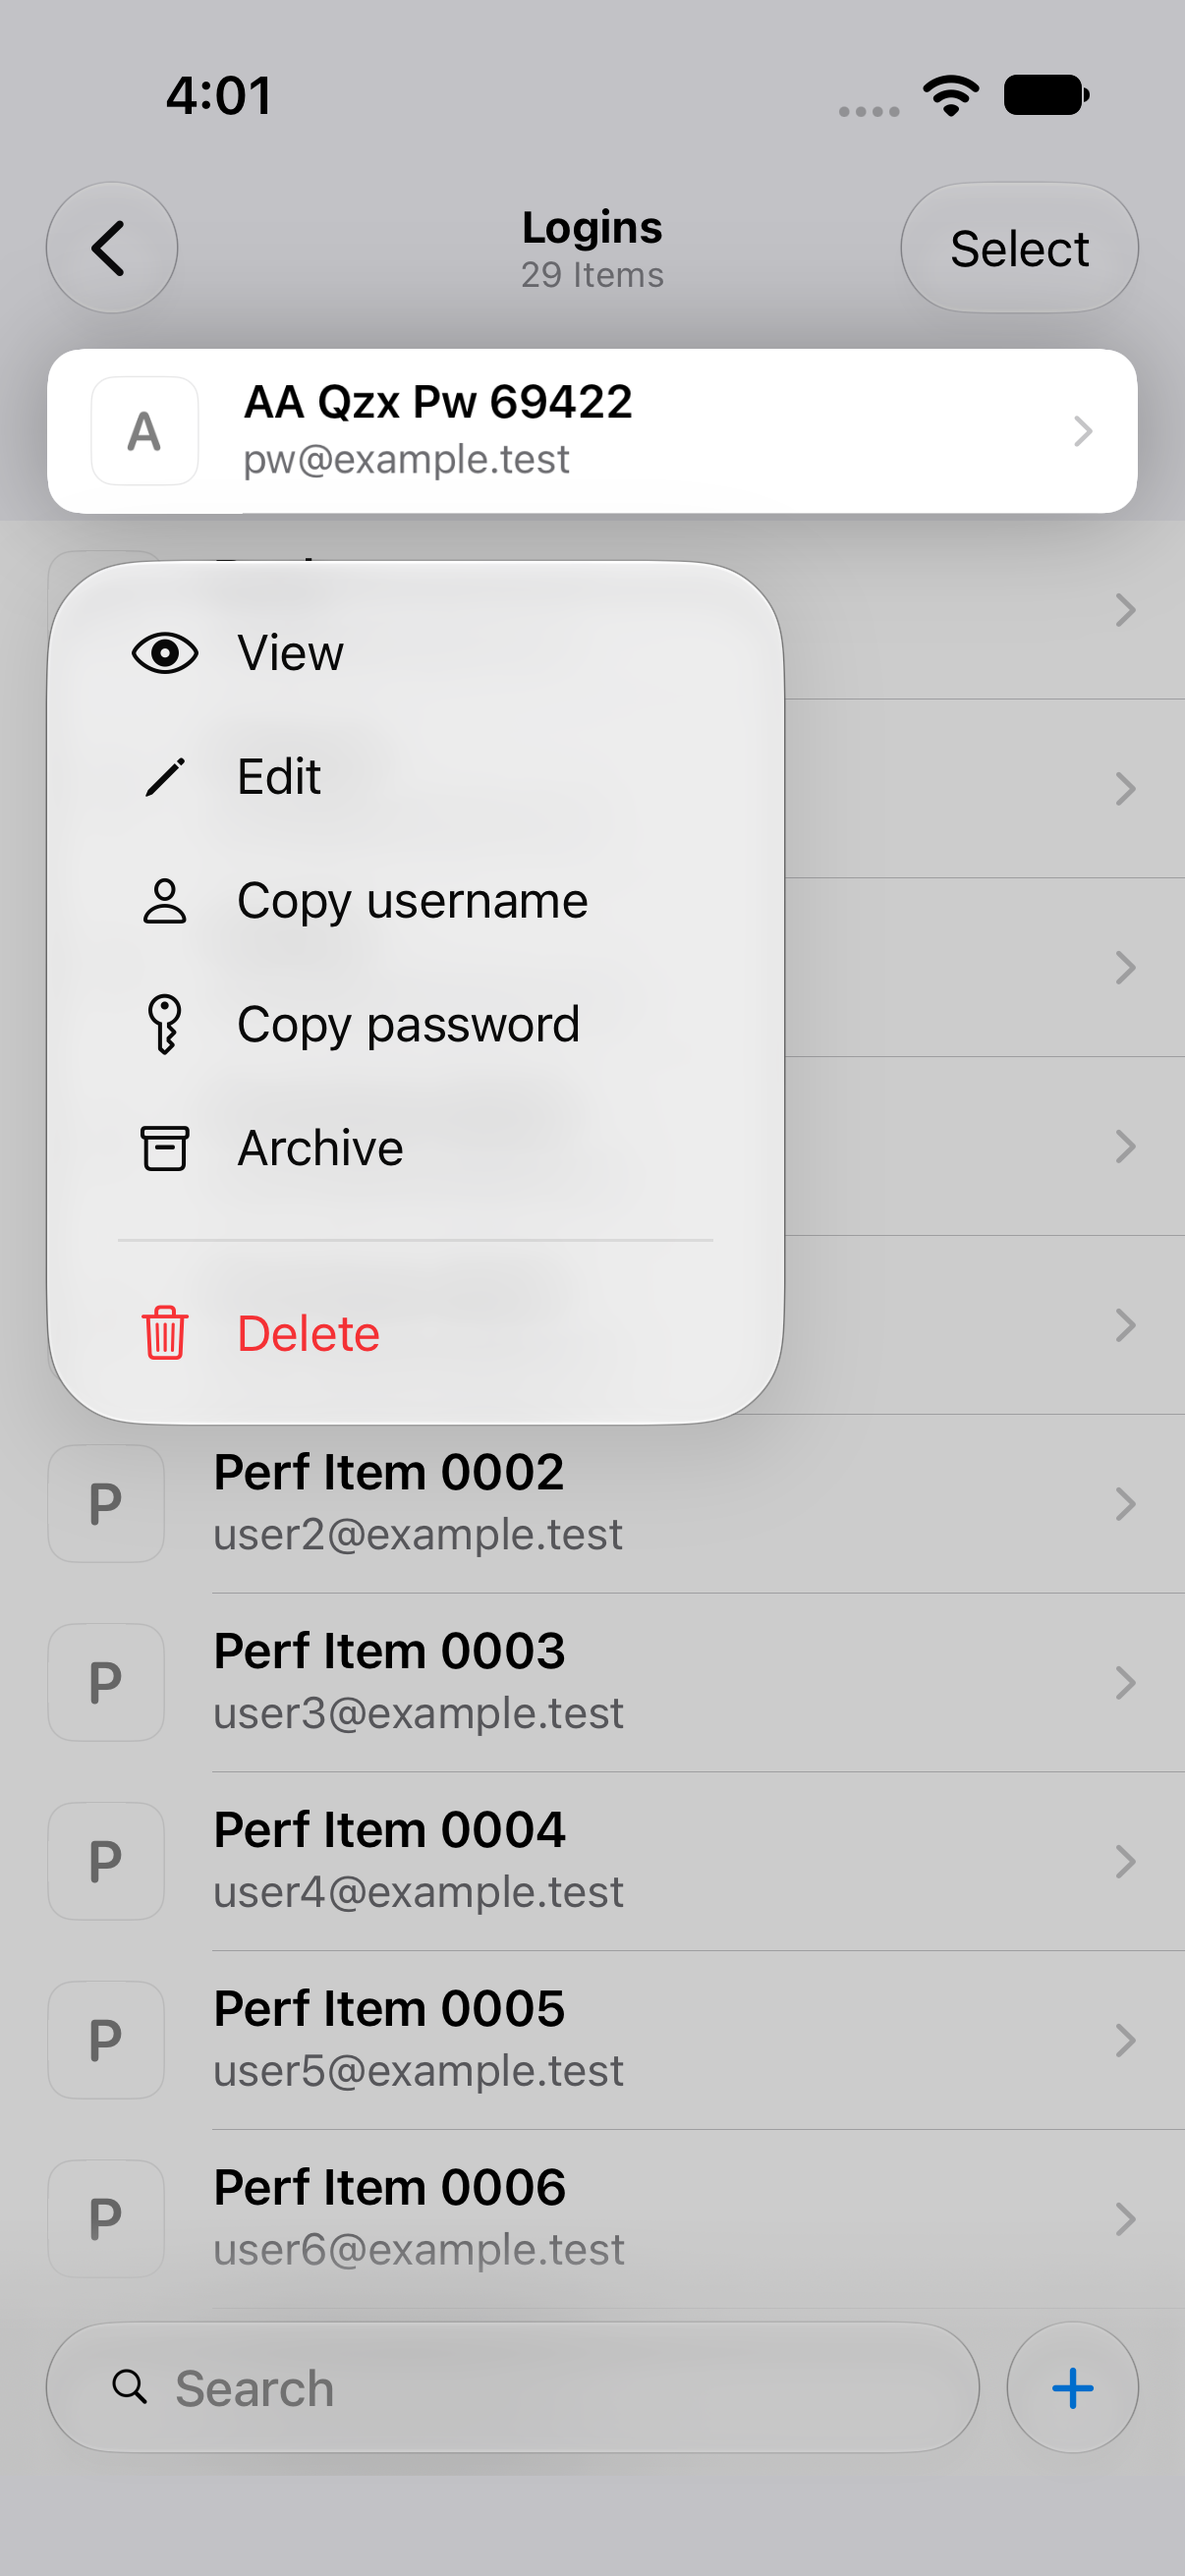 4:01
Logins
29 Items
Select
A
AA Qzx Pw 69422
pw@example.test
View
Edit
Copy username
Copy password
Archive
Delete
P
Perf Item 0002
user2@example.test
P
Perf Item 0003
user3@example.test
P
Perf Item 0004
user4@example.test
P
Perf Item 0005
user5@example.test
P
Perf Item 0006
user6@example.test
Search